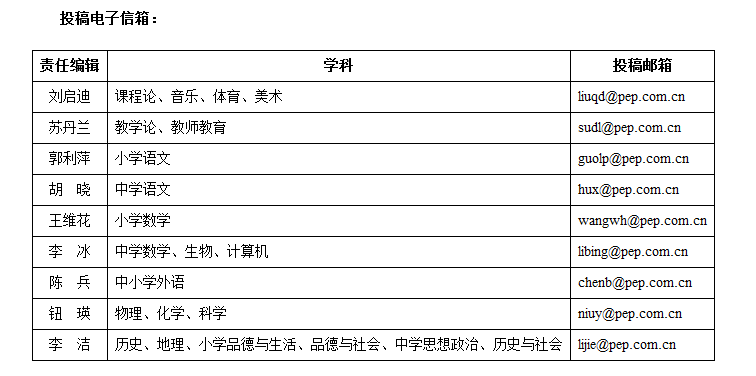 投稿电子信箱：
责任编辑 学科 投稿邮箱
刘启迪 课程论、音乐、体育、美术 liuqd@pep.com.cn
苏丹兰 教学论、教师教育 sudl@pep.com.cn
郭利萍 小学语文 guolp@pep.com.cn
胡　晓 中学语文 hux@pep.com.cn
王维花 小学数学 wangwh@pep.com.cn
李　冰 中学数学、生物、计算机 libing@pep.com.cn
陈　兵 中小学外语 chenb@pep.com.cn
钮　瑛 物理、化学、科学 niuy@pep.com.cn
李　洁 历史、地理、小学品德与生活、品德与社会、中学思想政治、历史与社会 lijie@pep.com.cn